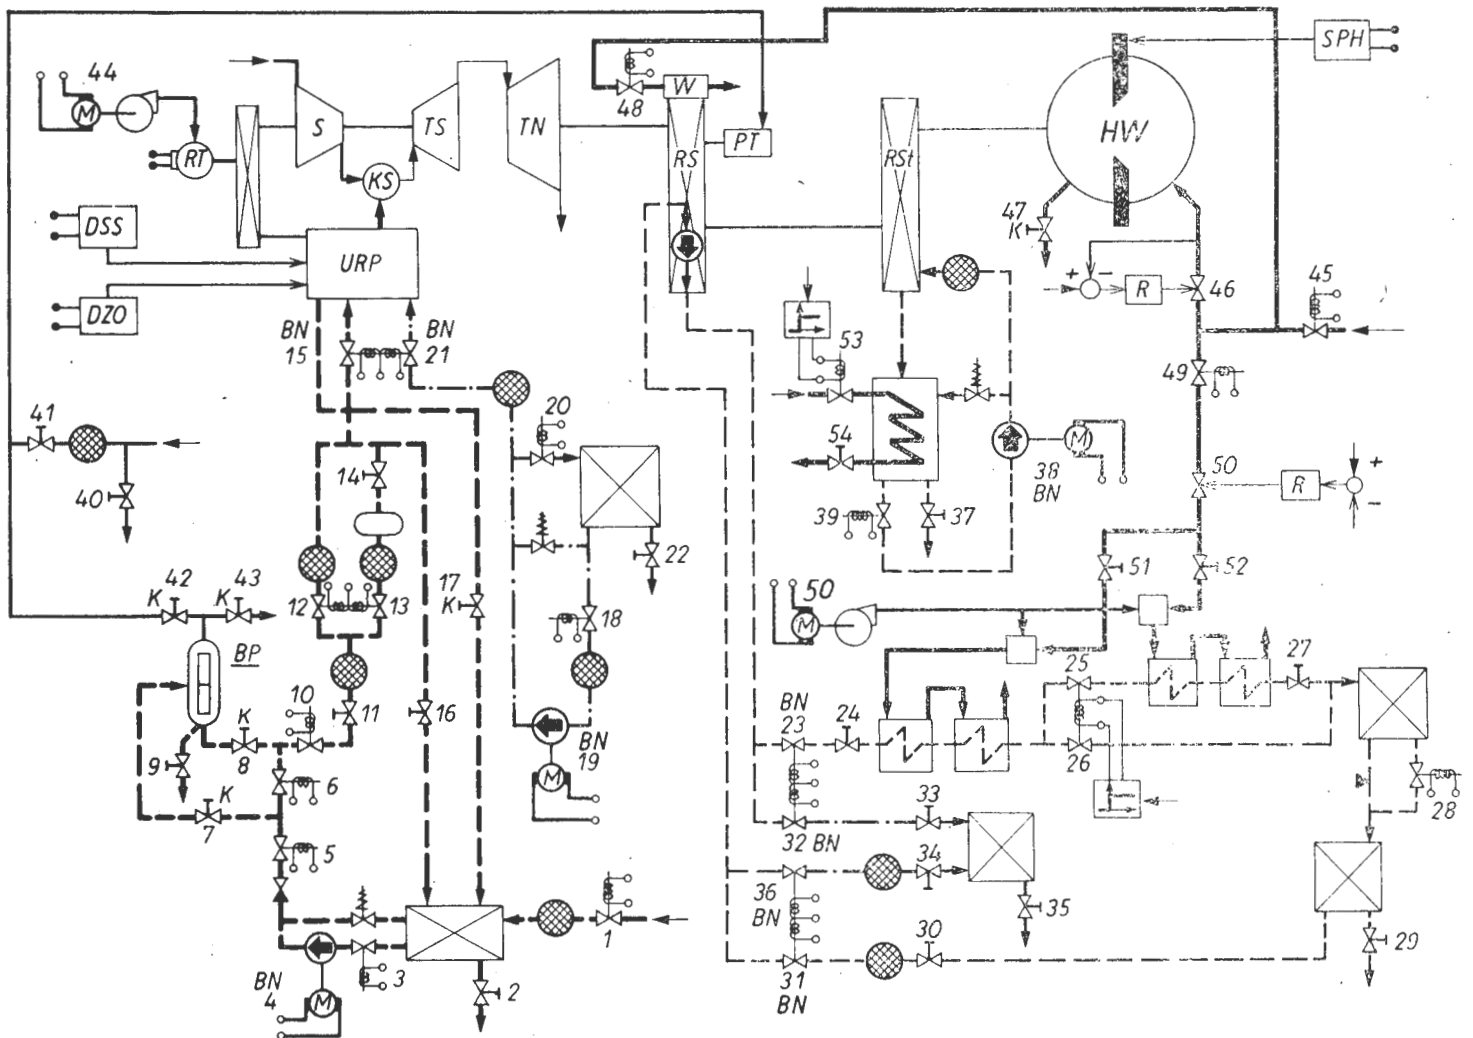 44
M
RT
S
TS
TN
KS
48
W
RS
PT
RSt
HW
SPH
DSS
DZO
URP
47
K
+
−
R
46
45
BN
15
BN
21
53
49
41
40
20
54
14
38
BN
M
39
37
50
R
+
−
22
42
K
43
K
12
13
17
K
18
50
M
51
52
BP
10
11
16
BN
19
M
9
K
8
6
K
7
5
BN
23
24
25
26
27
28
32 BN
33
34
36
BN
35
31
BN
30
29
BN
4
M
3
2
1